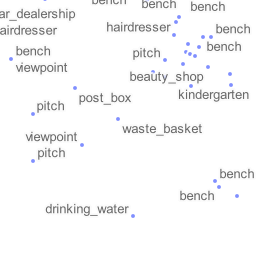 bench
bench
bench
ar_dealership
hairdresser
bench
airdresser
bench
bench
pitch
viewpoint
beauty_shop
kindergarten
post_box
pitch
waste_basket
viewpoint
pitch
bench
bench
drinking_water